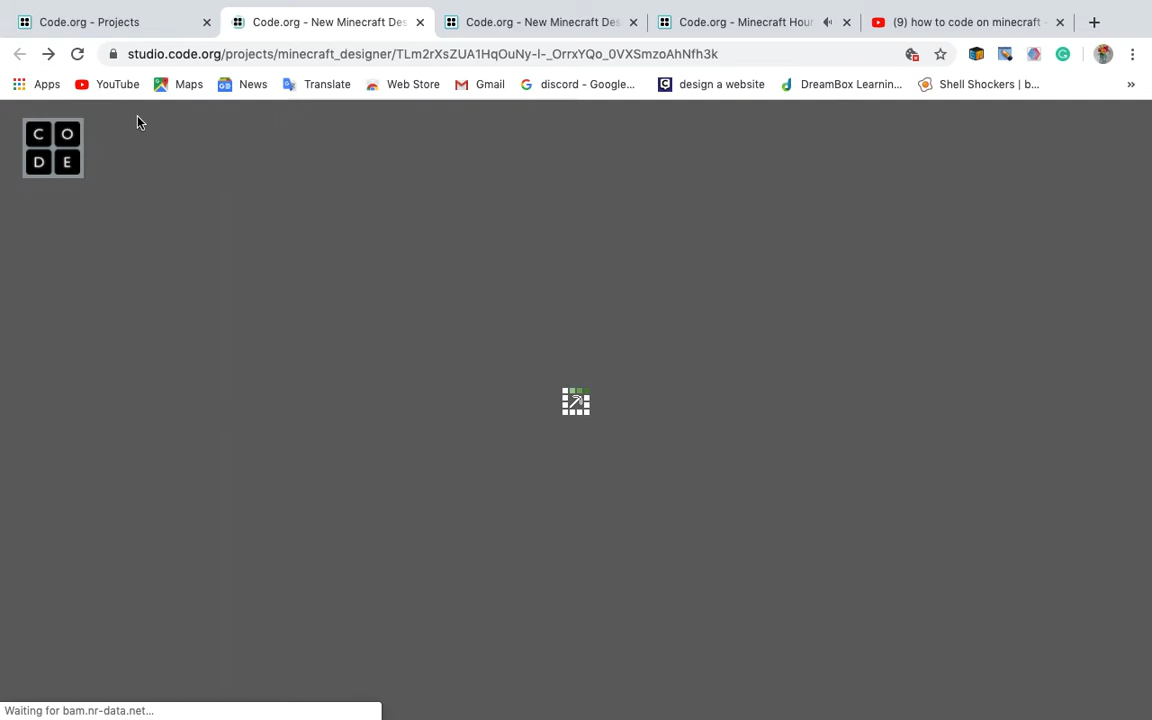 Code.org - Projects
Code.org - New Minecraft Des
Code.org - New Minecraft Des
Code.org - Minecraft Hour
(9) how to code on minecraft -
studio.code.org/projects/minecraft_designer/TLm2rXsZUA1HqOuNy-I-_OrrxYQo_0VXSmzoAhNfh3k
Apps
YouTube
Maps
News
Translate
Web Store
Gmail
discord - Google...
design a website
DreamBox Learnin...
Shell Shockers | b...
»
C O
D E
Waiting for bam.nr-data.net...